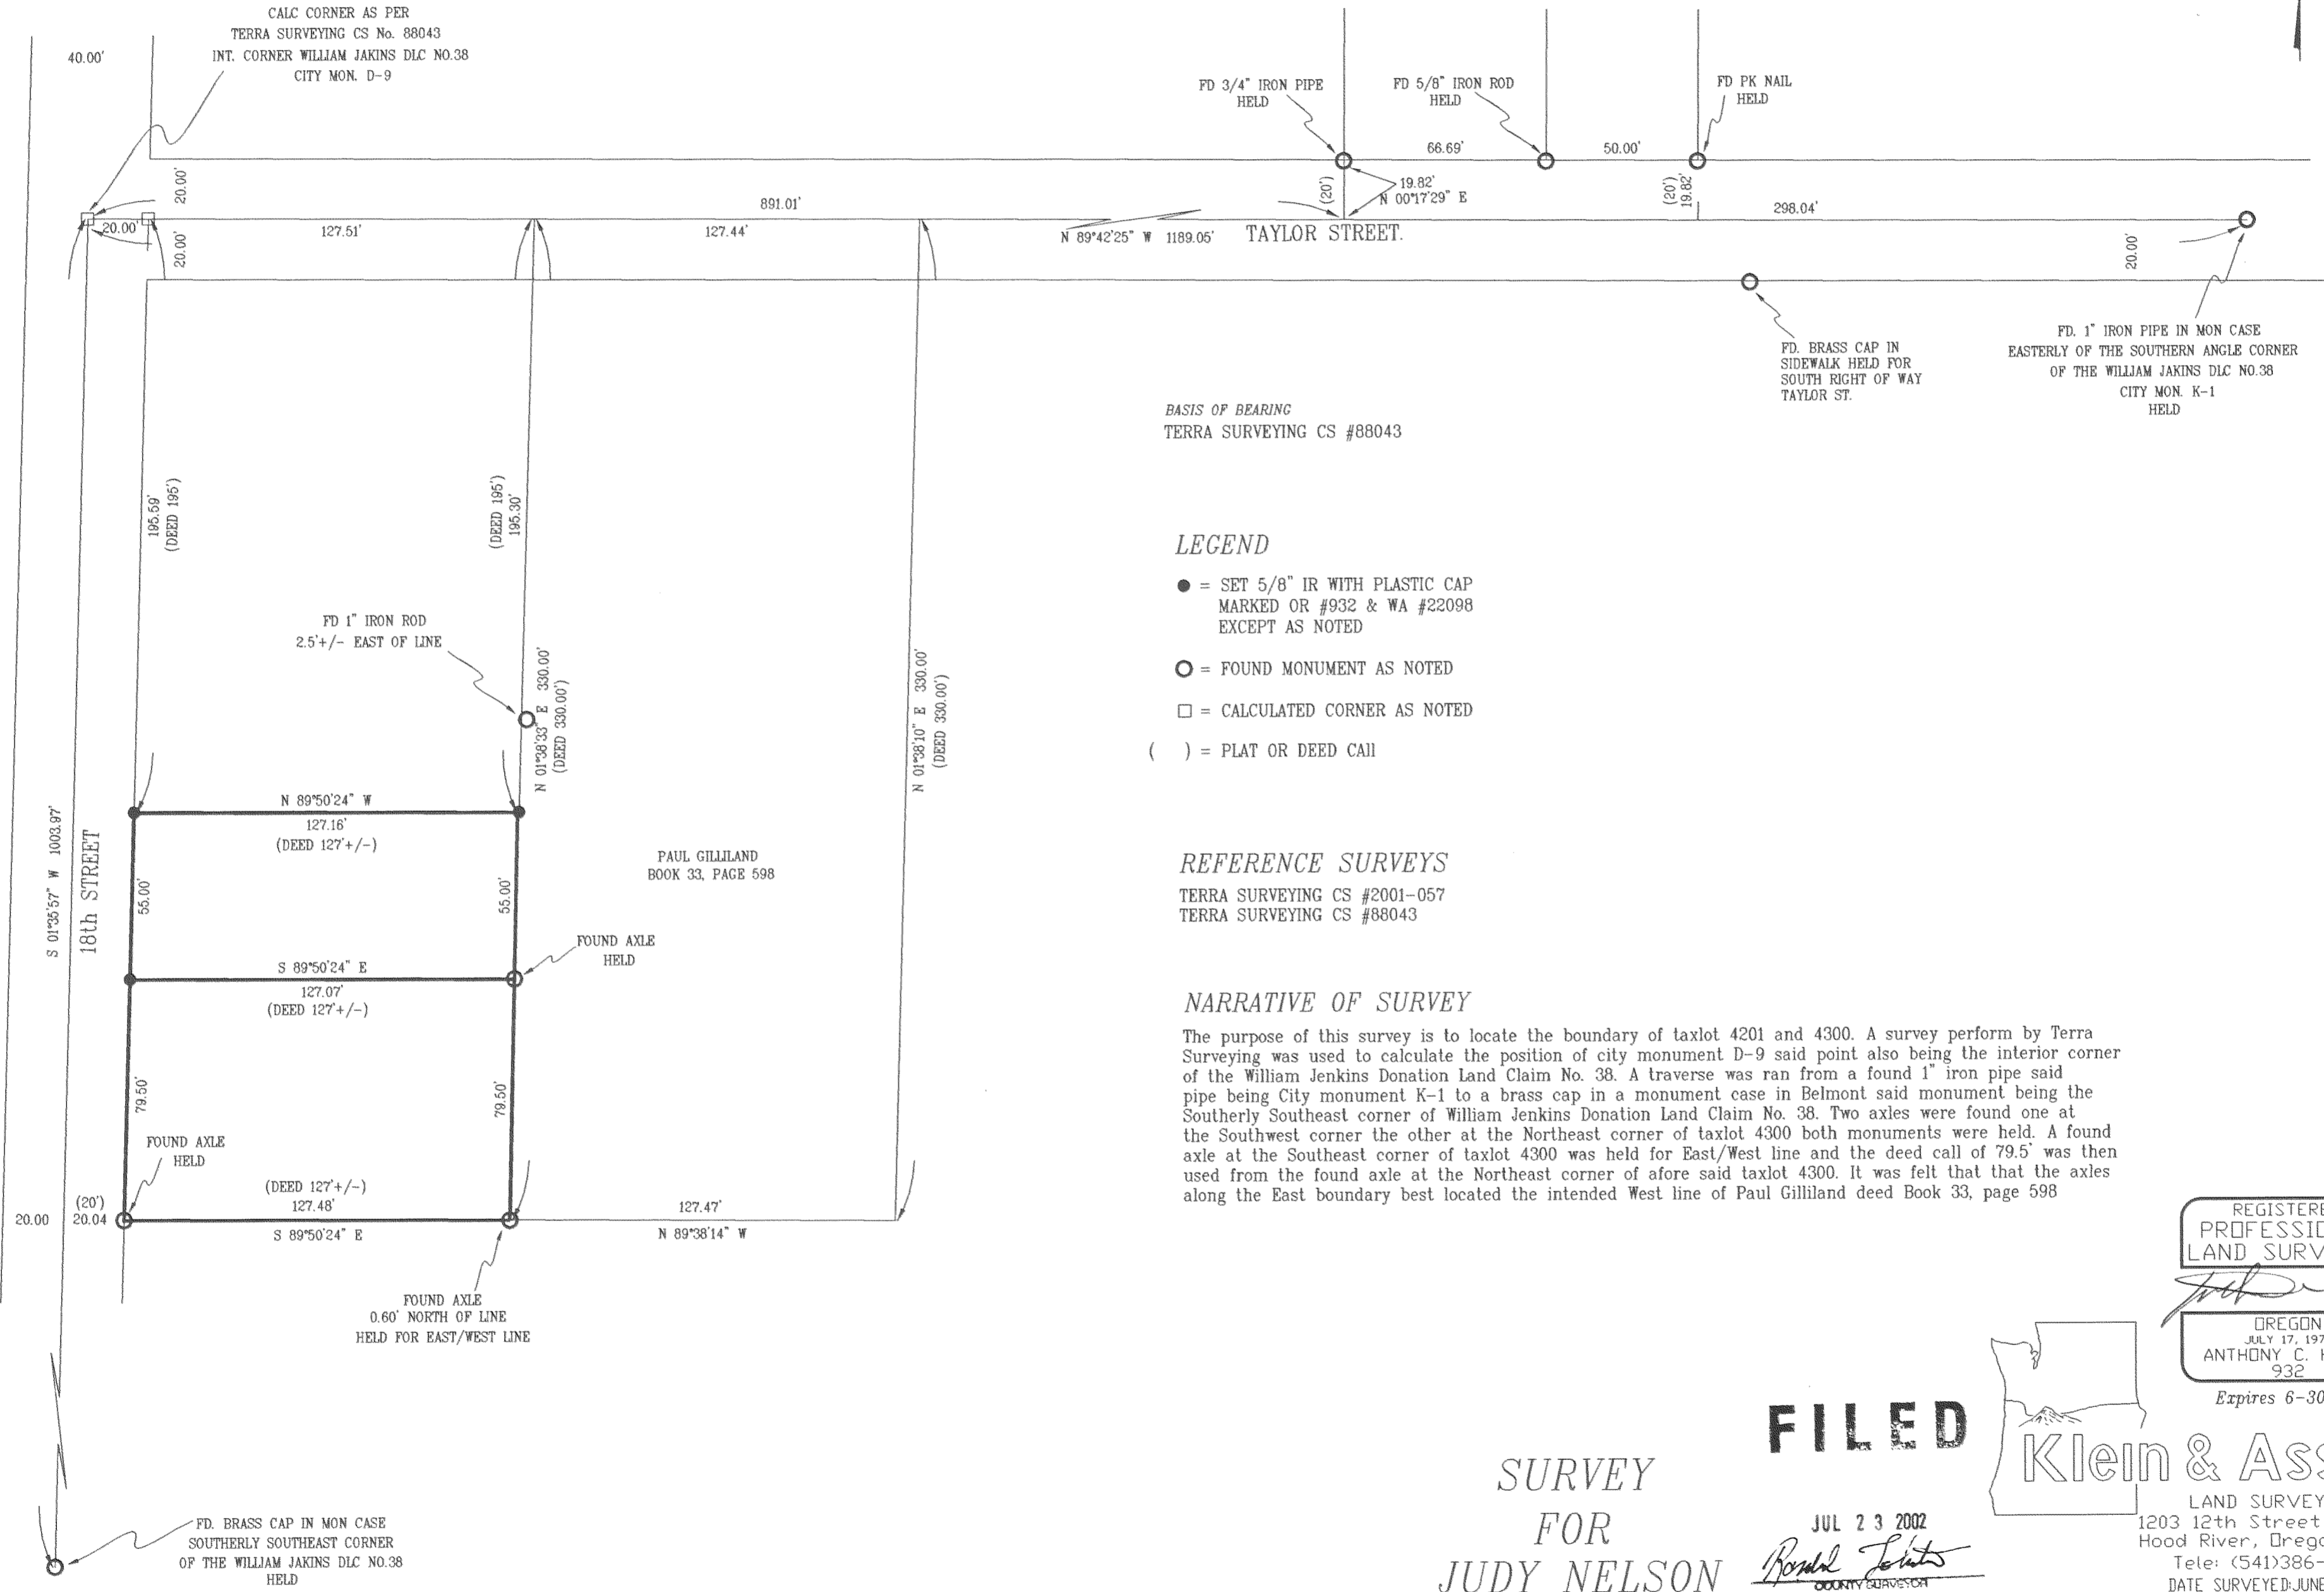 CALC CORNER AS PER
TERRA SURVEYING CS No. 88043
INT. CORNER WILLIAM JAKINS DLC NO.38
CITY MON. D-9
40.00'
FD 3/4" IRON PIPE
HELD
FD 5/8" IRON ROD
HELD
FD PK NAIL
HELD
66.69'
50.00'
20.00'
(20')
19.82'
N 00°17'29" E
(20')
19.82'
20.00'
891.01'
298.04'
127.51'
127.44'
N 89°42'25" W 1189.05'
TAYLOR STREET.
20.00'
20.00'
FD. BRASS CAP IN
SIDEWALK HELD FOR
SOUTH RIGHT OF WAY
TAYLOR ST.
FD. 1" IRON PIPE IN MON CASE
EASTERLY OF THE SOUTHERN ANGLE CORNER
OF THE WILLIAM JAKINS DLC NO.38
CITY MON. K-1
HELD
BASIS OF BEARING
TERRA SURVEYING CS #88043
195.59'
(DEED 195')
(DEED 195')
195.30'
LEGEND
● = SET 5/8" IR WITH PLASTIC CAP
MARKED OR #932 & WA #22098
EXCEPT AS NOTED
O = FOUND MONUMENT AS NOTED
□ = CALCULATED CORNER AS NOTED
( ) = PLAT OR DEED CAll
FD 1" IRON ROD
2.5'+/- EAST OF LINE
N 01°38'33" E 330.00'
(DEED 330.00')
N 01°38'10" E 330.00'
(DEED 330.00')
N 89°50'24" W
127.16'
(DEED 127'+/-)
S 01°35'57" W 1003.97'
18th STREET
55.00'
55.00'
PAUL GILLILAND
BOOK 33, PAGE 598
FOUND AXLE
HELD
S 89°50'24" E
127.07'
(DEED 127'+/-)
79.50'
79.50'
REFERENCE SURVEYS
TERRA SURVEYING CS #2001-057
TERRA SURVEYING CS #88043
NARRATIVE OF SURVEY
The purpose of this survey is to locate the boundary of taxlot 4201 and 4300. A survey perform by Terra
Surveying was used to calculate the position of city monument D-9 said point also being the interior corner
of the William Jenkins Donation Land Claim No. 38. A traverse was ran from a found 1" iron pipe said
pipe being City monument K-1 to a brass cap in a monument case in Belmont said monument being the
Southerly Southeast corner of William Jenkins Donation Land Claim No. 38. Two axles were found one at
the Southwest corner the other at the Northeast corner of taxlot 4300 both monuments were held. A found
axle at the Southeast corner of taxlot 4300 was held for East/West line and the deed call of 79.5' was then
used from the found axle at the Northeast corner of afore said taxlot 4300. It was felt that that the axles
along the East boundary best located the intended West line of Paul Gilliland deed Book 33, page 598
FOUND AXLE
HELD
(DEED 127'+/-)
127.48'
S 89°50'24" E
127.47'
N 89°38'14" W
20.00
(20')
20.04
FOUND AXLE
0.60' NORTH OF LINE
HELD FOR EAST/WEST LINE
FD. BRASS CAP IN MON CASE
SOUTHERLY SOUTHEAST CORNER
OF THE WILLIAM JAKINS DLC NO.38
HELD
REGISTERE
PROFESSIO
LAND SURV
OREGON
JULY 17, 197
ANTHONY C.
932
Expires 6-30
FILED
JUL 23 2002
COUNTY SURVEYOR
SURVEY
FOR
JUDY NELSON
Klein & Ass
LAND SURVEY
1203 12th Street
Hood River, Orego
Tele: (541)386-
DATE SURVEYED:JUN